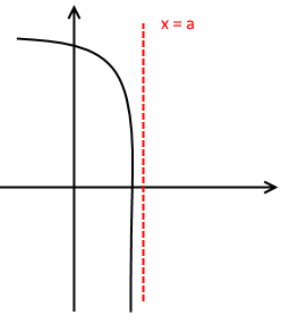 x = a